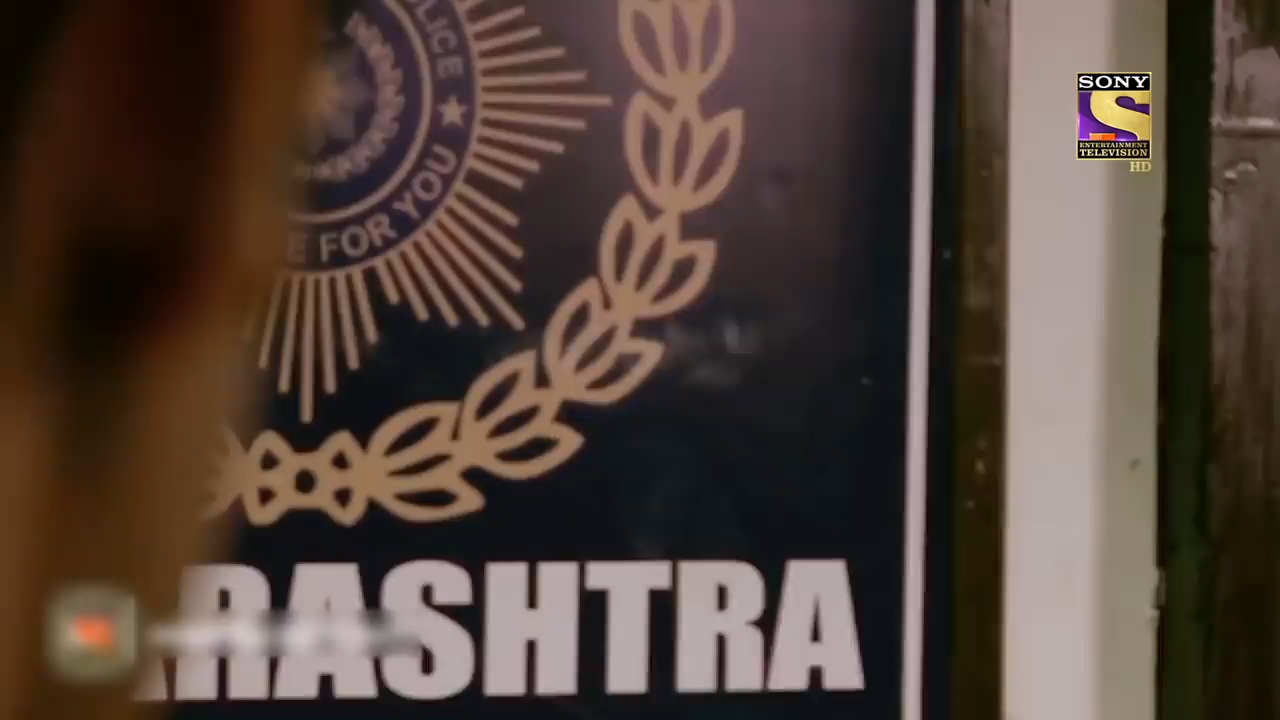 LICE ★
E FOR YOU
RASHTRA
SONY
ENTERTAINMENT
TELEVISION
HD